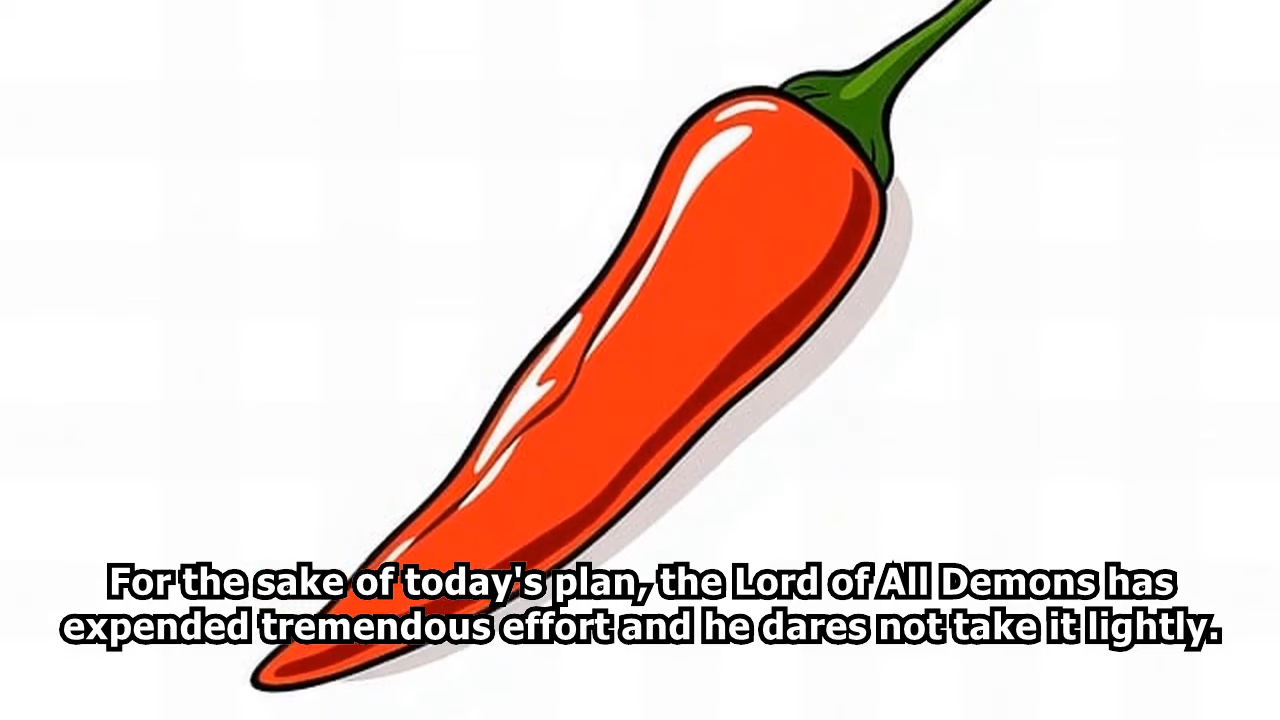 For the sake of today's plan, the Lord of All Demons has
expended tremendous effort and he dares not take it lightly.